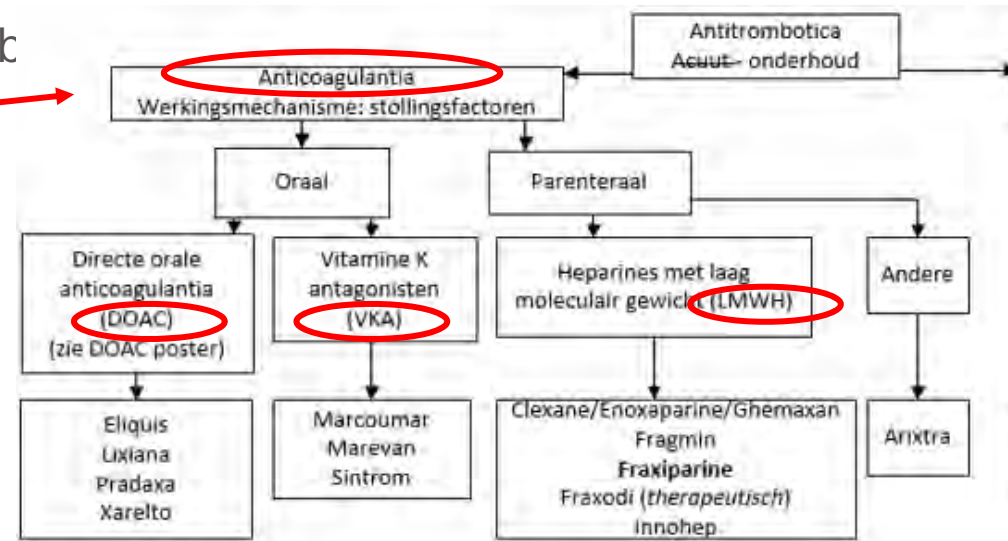 b
Antitrombotica
Acuut - onderhoud
Anticoagulantia
Werkingsmechanisme: stollingsfactoren
Oraal
Parenteraal
Directe orale
anticoagulantia
(DOAC)
(zie DOAC poster)
Vitamine K
antagonisten
(VKA)
Heparines met laag
moleculair gewicht (LMWH)
Andere
Eliquis
Lixiana
Pradaxa
Xarelto
Marcoumar
Marevan
Sintrom
Clexane/Enoxaparine/Ghemaxan
Fragmin
Fraxiparine
Fraxodi (therapeutisch)
Innohep
Arixtra